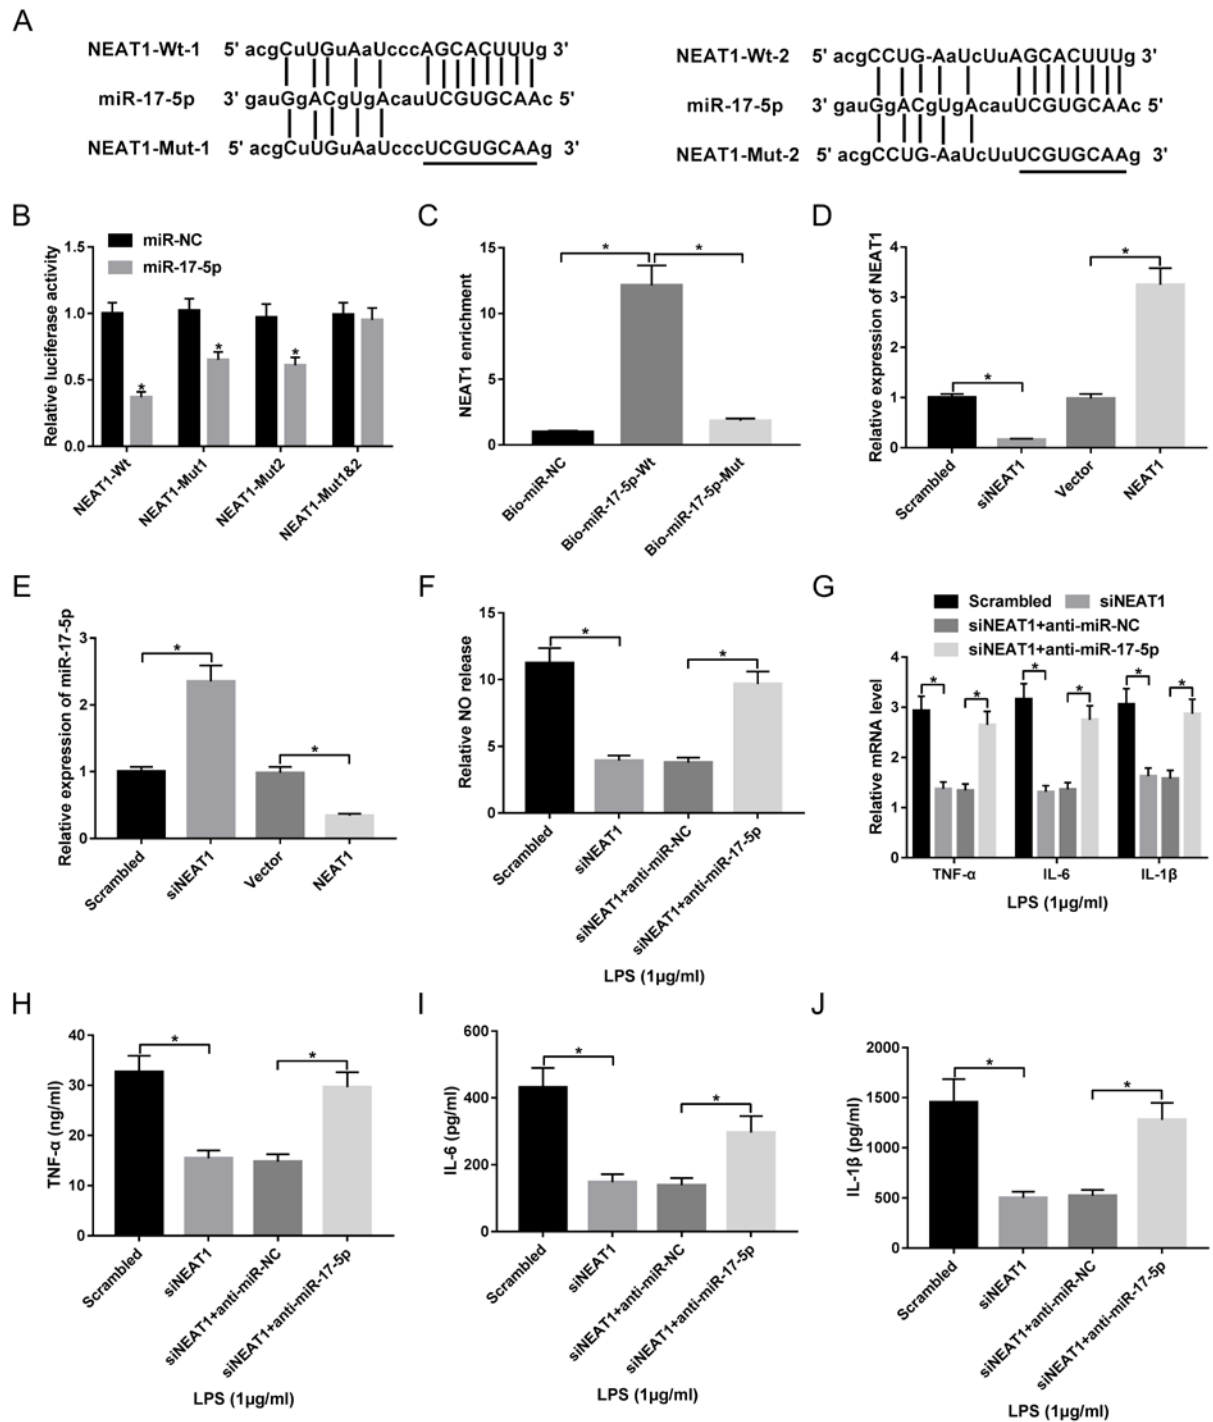 A
NEAT1-Wt-1 5' acgCuUGuAaUcccAGCACUUUg 3'
miR-17-5p 3' gauGgACgUgAcauUCGUGCAAc 5'
NEAT1-Mut-1 5' acgCuUGuAaUcccUCGUGCAAg 3'
NEAT1-Wt-2 5' acgCCUG-AaUcUuAGCACUUUg 3'
miR-17-5p 3' gauGgACgUgAcauUCGUGCAAc 5'
NEAT1-Mut-2 5' acgCCUG-AaUcUuUCGUGCAAg 3'
B
miR-NC
miR-17-5p
Relative luciferase activity
1.5
1.0
0.5
0.0
* * *
NEAT1-Wt
NEAT1-Mut1
NEAT1-Mut2
NEAT1-Mut1&2
C
NEAT1 enrichment
15
10
5
0
* *
Bio-miR-NC
Bio-miR-17-5p-Wt
Bio-miR-17-5p-Mut
D
Relative expression of NEAT1
4
3
2
1
0
* *
Scrambled
siNEAT1
Vector
NEAT1
E
Relative expression of miR-17-5p
3
2
1
0
* *
Scrambled
siNEAT1
Vector
NEAT1
F
Relative NO release
15
10
5
0
* *
Scrambled
siNEAT1
siNEAT1+anti-miR-NC
siNEAT1+anti-miR-17-5p
LPS (1μg/ml)
G
Scrambled siNEAT1
siNEAT1+anti-miR-NC
siNEAT1+anti-miR-17-5p
Relative mRNA level
4
3
2
1
0
* * * * * *
TNF-α IL-6 IL-1β
LPS (1μg/ml)
H
TNF-α (ng/ml)
40
30
20
10
0
* *
Scrambled
siNEAT1
siNEAT1+anti-miR-NC
siNEAT1+anti-miR-17-5p
LPS (1μg/ml)
I
IL-6 (pg/ml)
600
400
200
0
* *
Scrambled
siNEAT1
siNEAT1+anti-miR-NC
siNEAT1+anti-miR-17-5p
LPS (1μg/ml)
J
IL-1β (pg/ml)
2000
1500
1000
500
0
* *
Scrambled
siNEAT1
siNEAT1+anti-miR-NC
siNEAT1+anti-miR-17-5p
LPS (1μg/ml)